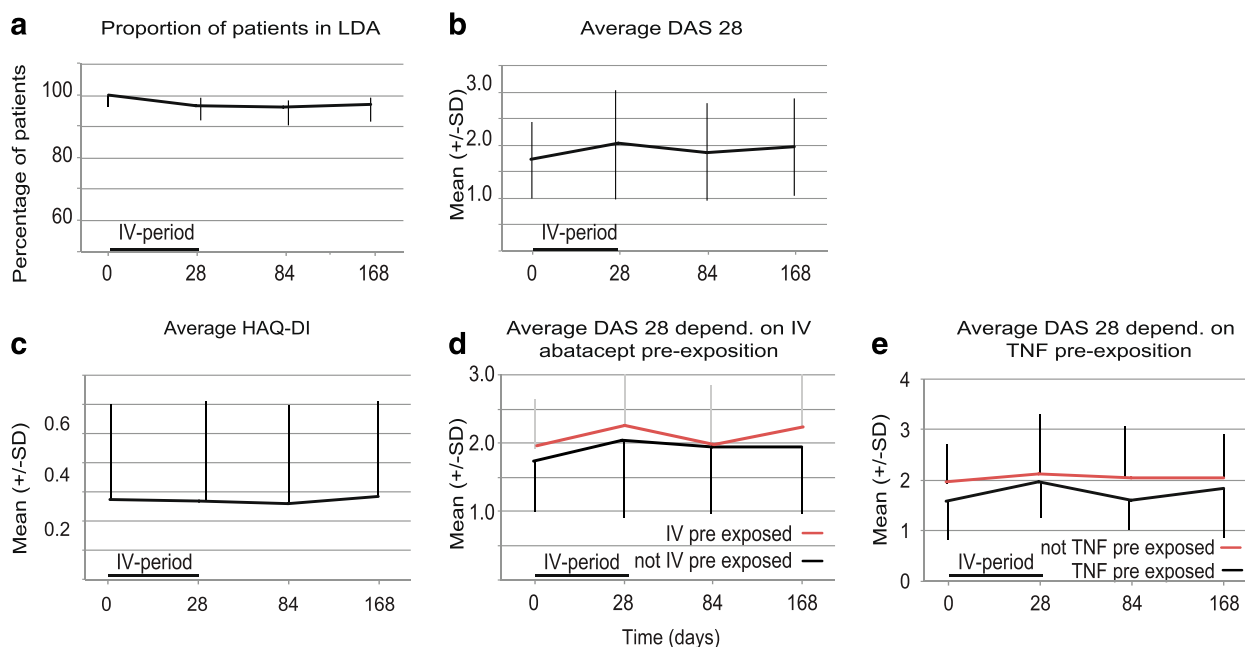 a
Proportion of patients in LDA
Percentage of patients
100
80
60
IV-period
0 28 84 168
b
Average DAS 28
Mean (+/-SD)
3.0
2.0
1.0
IV-period
0 28 84 168
c
Average HAQ-DI
Mean (+/-SD)
0.6
0.4
0.2
IV-period
0 28 84 168
d
Average DAS 28 depend. on IV
abatacept pre-exposition
Mean (+/-SD)
3.0
2.0
1.0
IV pre exposed
not IV pre exposed
IV-period
0 28 84 168
Time (days)
e
Average DAS 28 depend. on
TNF pre-exposition
Mean (+/-SD)
4
3
2
1
0
not TNF pre exposed
TNF pre exposed
IV-period
0 28 84 168